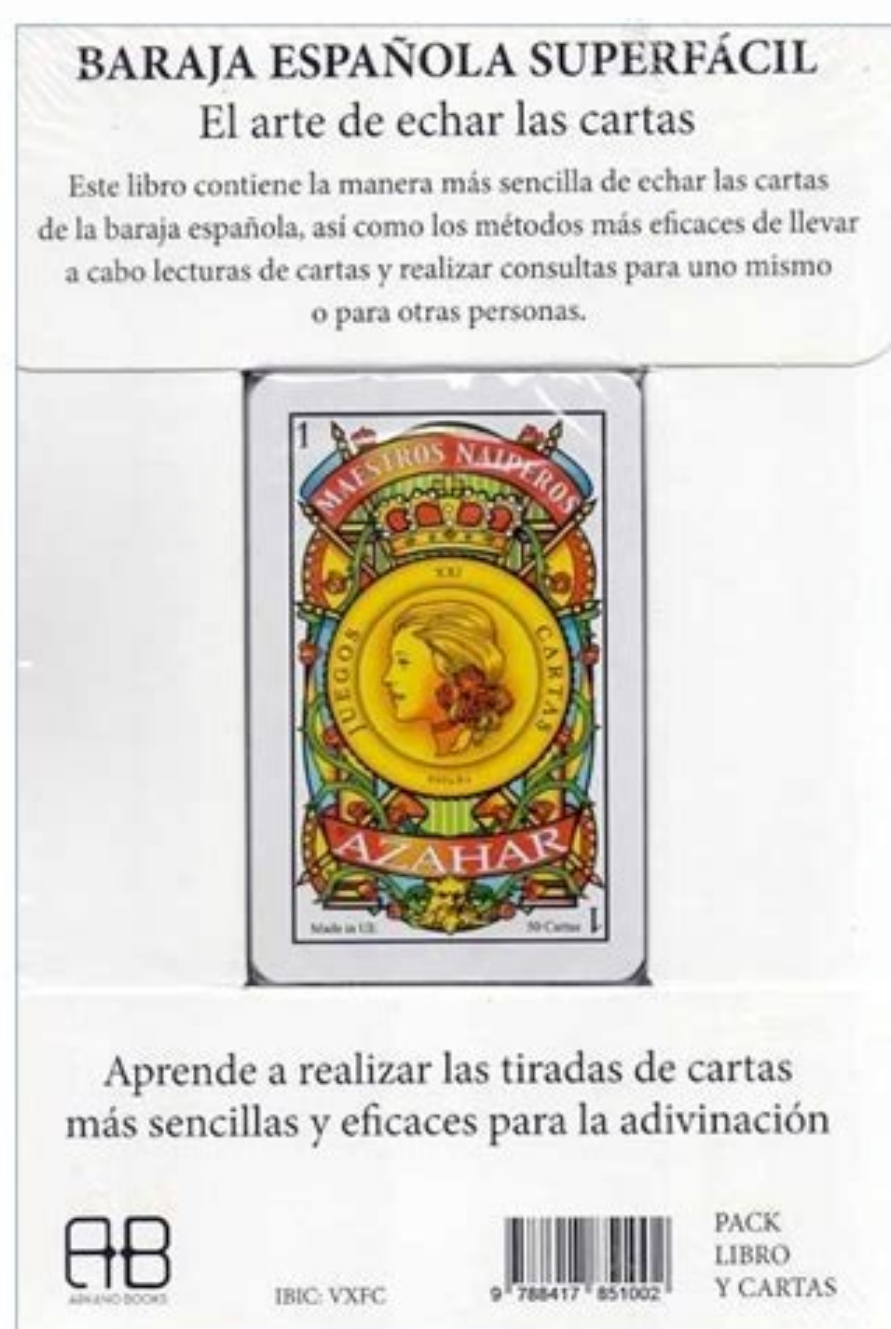 BARAJA ESPAÑOLA SUPERFÁCIL
El arte de echar las cartas
Este libro contiene la manera más sencilla de echar las cartas
de la baraja española, así como los métodos más eficaces de llevar
a cabo lecturas de cartas y realizar consultas para uno mismo
o para otras personas.
1
MAESTROS NAIPEROS
XXI
JUEGOS
CARTAS
AZAHAR
Made in UE
50 Cartas
1
Aprende a realizar las tiradas de cartas
más sencillas y eficaces para la adivinación
AB
ARKANO BOOKS
IBIC: VXFC
9 788417 851002
PACK
LIBRO
Y CARTAS